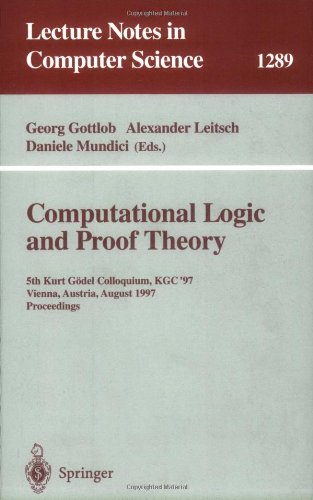 Lecture Notes in
Computer Science
1289
Georg Gottlob Alexander Leitsch
Daniele Mundici (Eds.)
Computational Logic
and Proof Theory
5th Kurt Gödel Colloquium, KGC '97
Vienna, Austria, August 1997
Proceedings
Springer